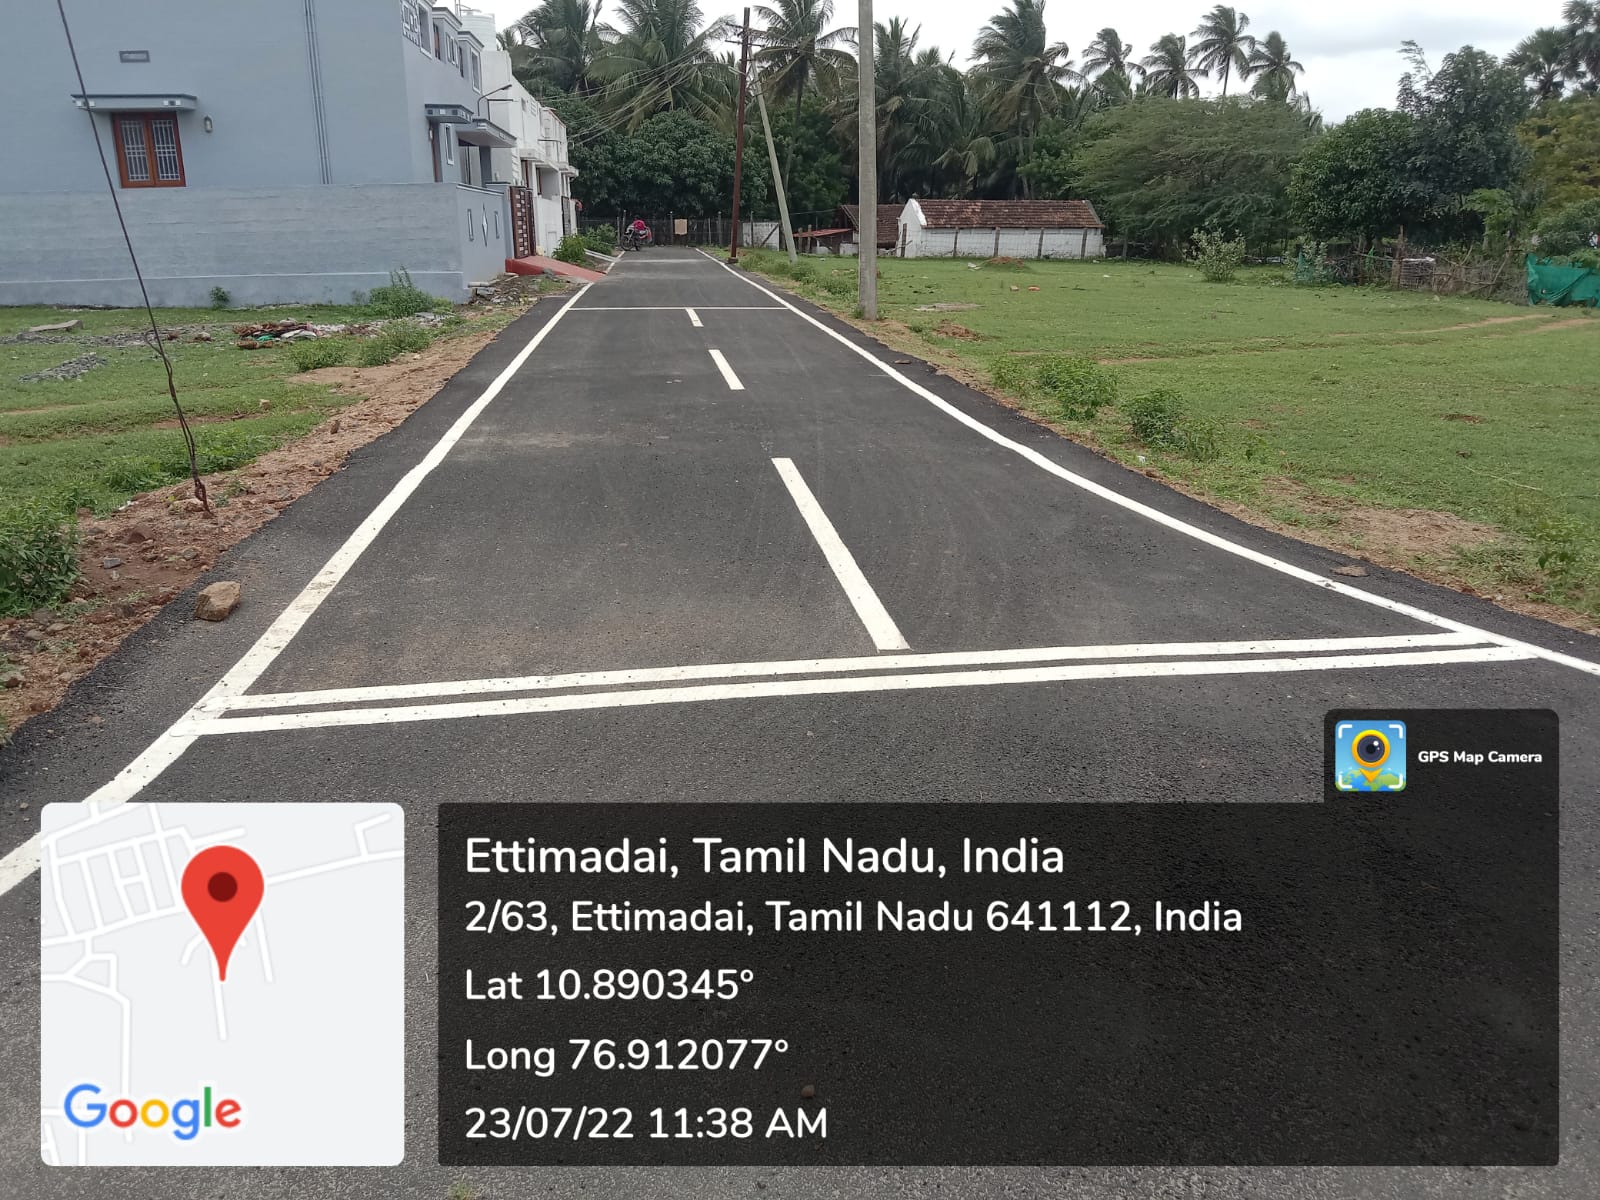 GPS Map Camera
Ettimadai, Tamil Nadu, India
2/63, Ettimadai, Tamil Nadu 641112, India
Lat 10.890345°
Long 76.912077°
23/07/22 11:38 AM
Google